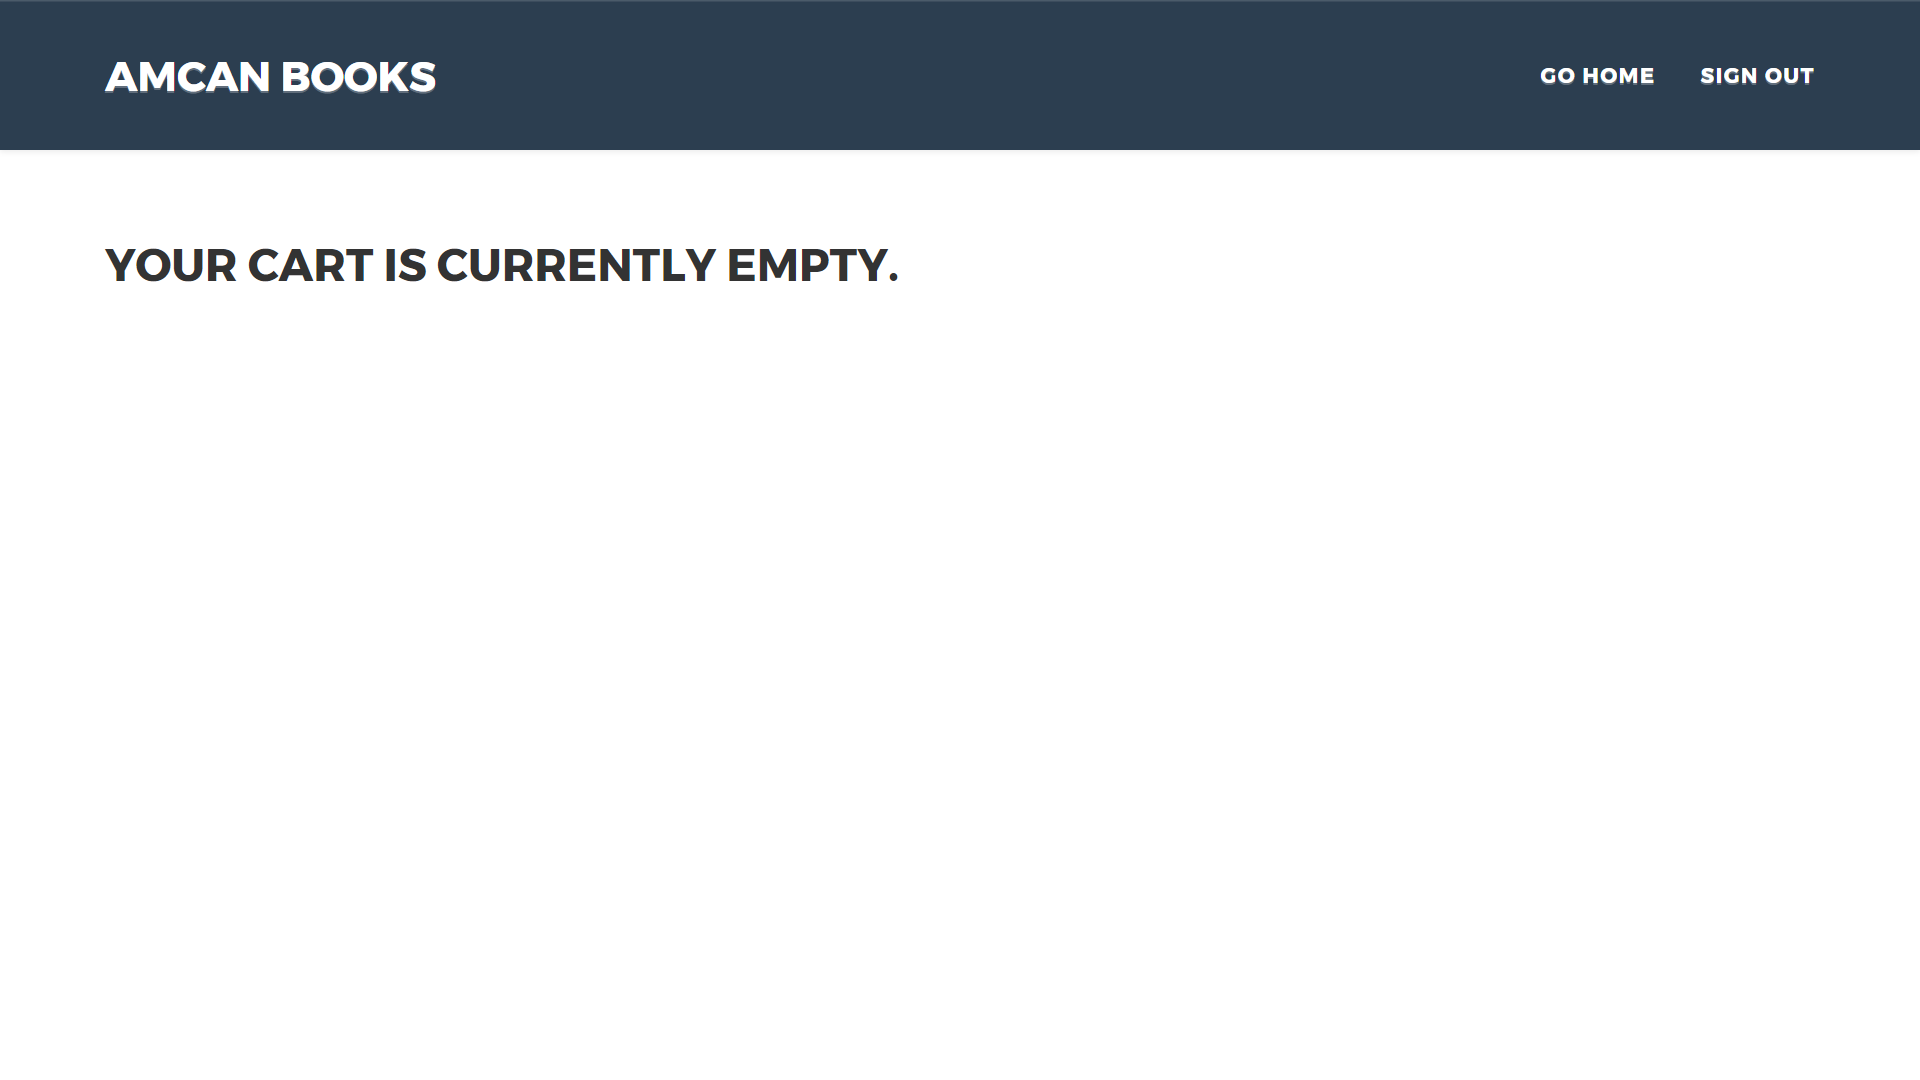 AMCAN BOOKS
GO HOME
SIGN OUT
YOUR CART IS CURRENTLY EMPTY.